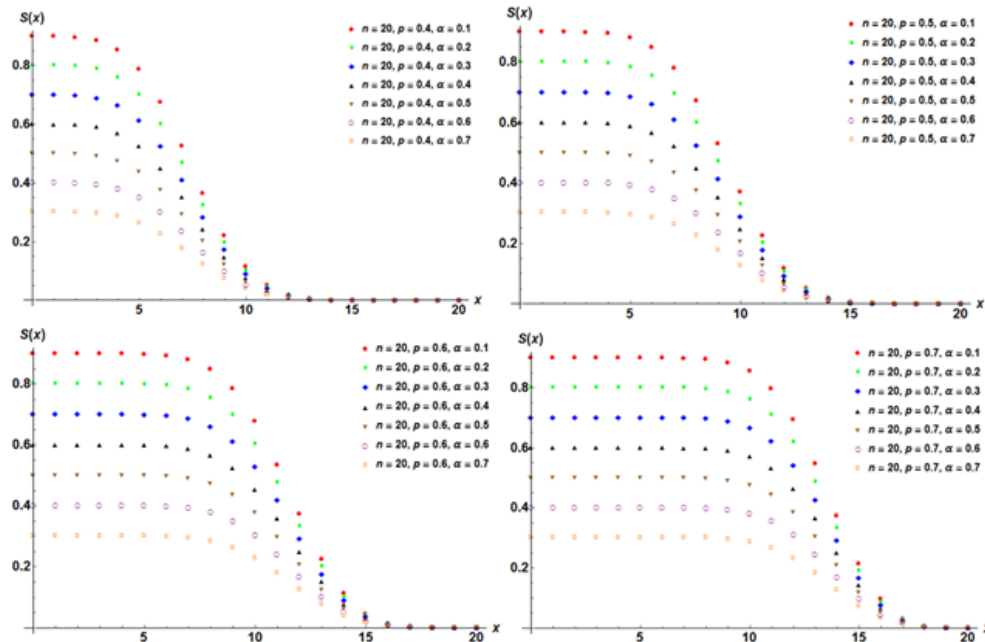 S(x)
n = 20, p = 0.4, α = 0.1
n = 20, p = 0.4, α = 0.2
n = 20, p = 0.4, α = 0.3
n = 20, p = 0.4, α = 0.4
n = 20, p = 0.4, α = 0.5
n = 20, p = 0.4, α = 0.6
n = 20, p = 0.4, α = 0.7
0.8
0.6
0.4
0.2
5 10 15 20 x
S(x)
n = 20, p = 0.5, α = 0.1
n = 20, p = 0.5, α = 0.2
n = 20, p = 0.5, α = 0.3
n = 20, p = 0.5, α = 0.4
n = 20, p = 0.5, α = 0.5
n = 20, p = 0.5, α = 0.6
n = 20, p = 0.5, α = 0.7
0.8
0.6
0.4
0.2
5 10 15 20 x
S(x)
n = 20, p = 0.6, α = 0.1
n = 20, p = 0.6, α = 0.2
n = 20, p = 0.6, α = 0.3
n = 20, p = 0.6, α = 0.4
n = 20, p = 0.6, α = 0.5
n = 20, p = 0.6, α = 0.6
n = 20, p = 0.6, α = 0.7
0.8
0.6
0.4
0.2
5 10 15 20 x
S(x)
n = 20, p = 0.7, α = 0.1
n = 20, p = 0.7, α = 0.2
n = 20, p = 0.7, α = 0.3
n = 20, p = 0.7, α = 0.4
n = 20, p = 0.7, α = 0.5
n = 20, p = 0.7, α = 0.6
n = 20, p = 0.7, α = 0.7
0.8
0.6
0.4
0.2
5 10 15 20